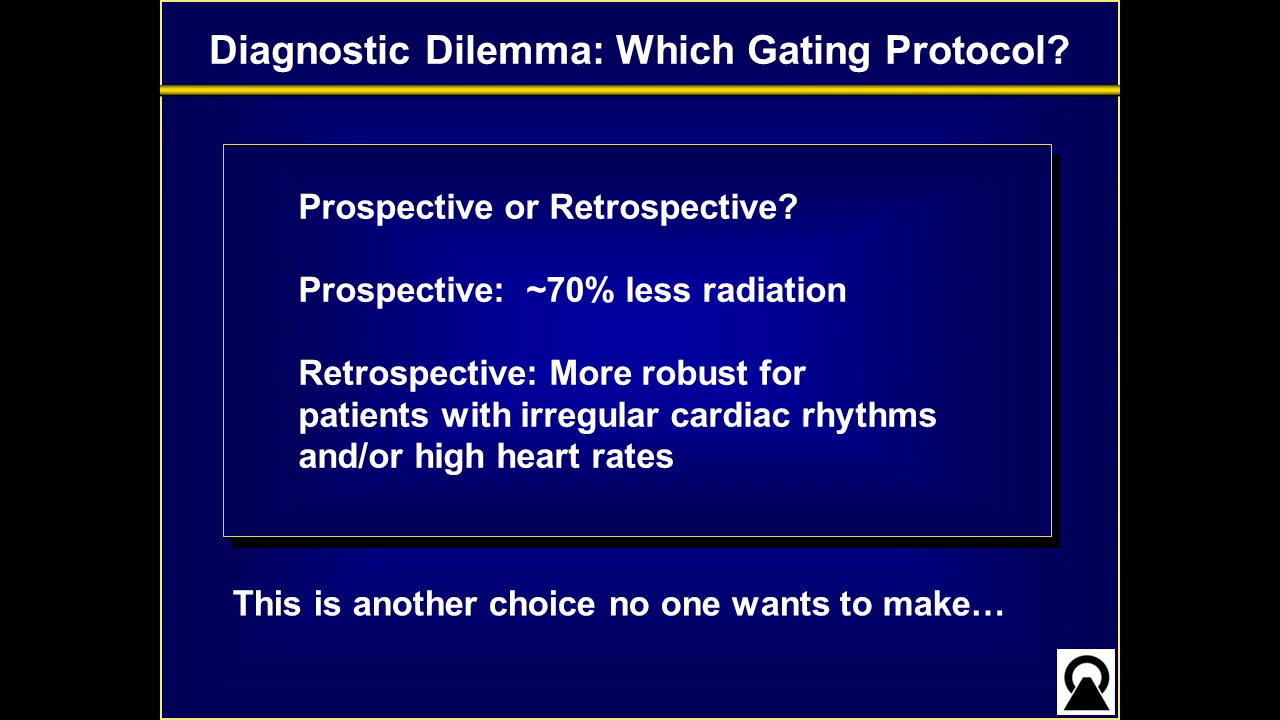 Diagnostic Dilemma: Which Gating Protocol?
Prospective or Retrospective?
Prospective:  ~70% less radiation
Retrospective: More robust for
patients with irregular cardiac rhythms
and/or high heart rates
This is another choice no one wants to make…